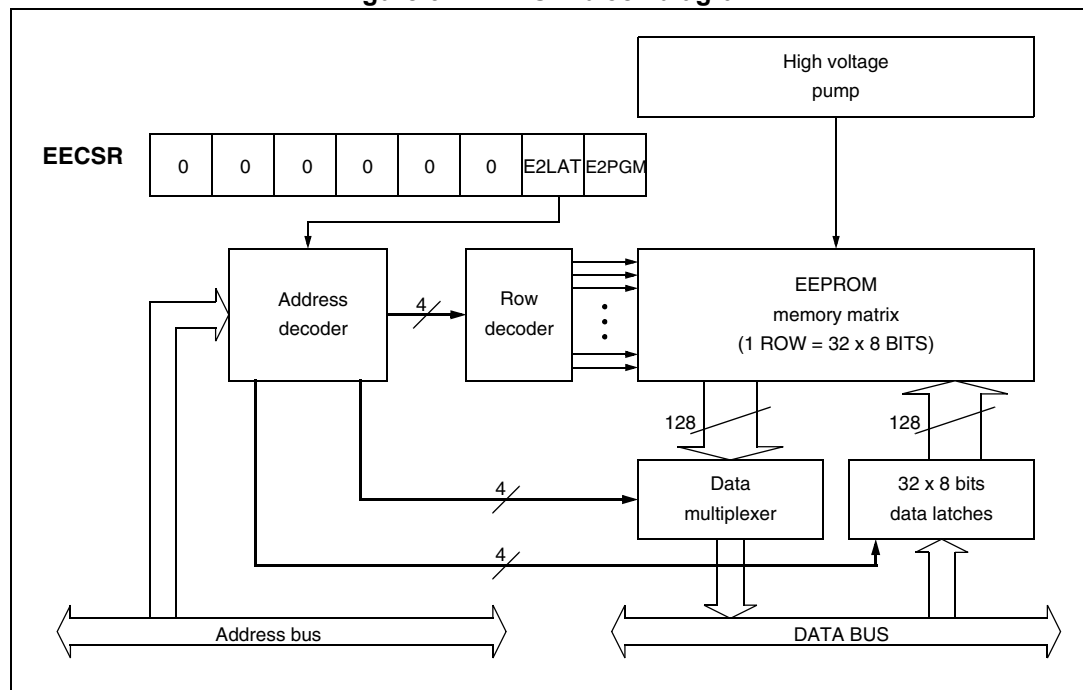 High voltage
pump
EECSR
0 0 0 0 0 0 E2LAT E2PGM
Address
decoder
4
Row
decoder
EEPROM
memory matrix
(1 ROW = 32 x 8 BITS)
128
128
4
Data
multiplexer
32 x 8 bits
data latches
4
Address bus
DATA BUS